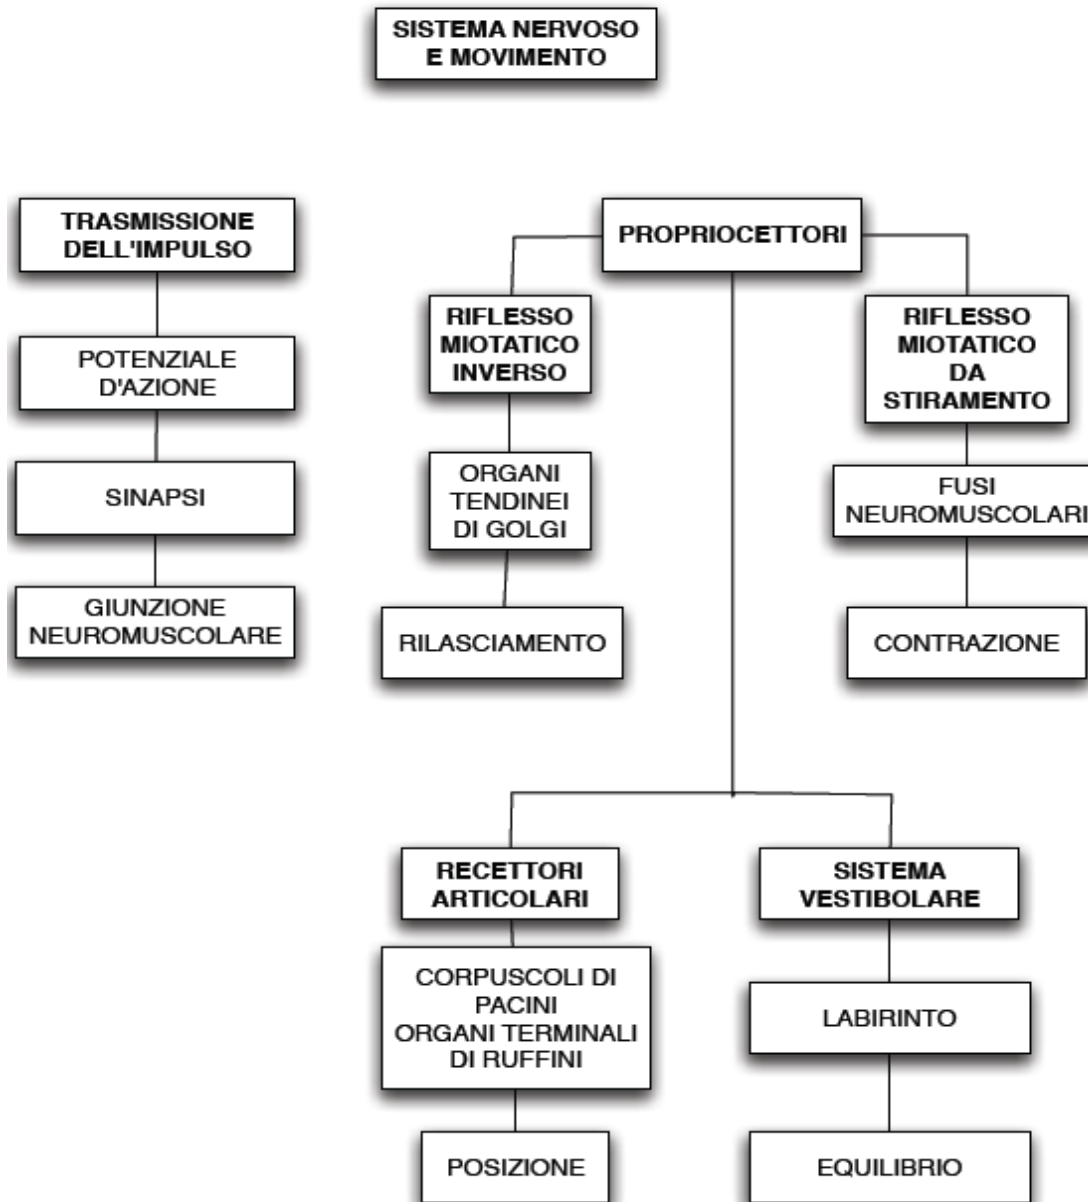 SISTEMA NERVOSO
E MOVIMENTO
TRASMISSIONE
DELL'IMPULSO
POTENZIALE
D'AZIONE
SINAPSI
GIUNZIONE
NEUROMUSCOLARE
PROPRIOCETTORI
RIFLESSO
MIOTATICO
INVERSO
ORGANI
TENDINEI
DI GOLGI
RILASCIAMENTO
RIFLESSO
MIOTATICO
DA
STIRAMENTO
FUSI
NEUROMUSCOLARI
CONTRAZIONE
RECETTORI
ARTICOLARI
CORPUSCOLI DI
PACINI
ORGANI TERMINALI
DI RUFFINI
POSIZIONE
SISTEMA
VESTIBOLARE
LABIRINTO
EQUILIBRIO